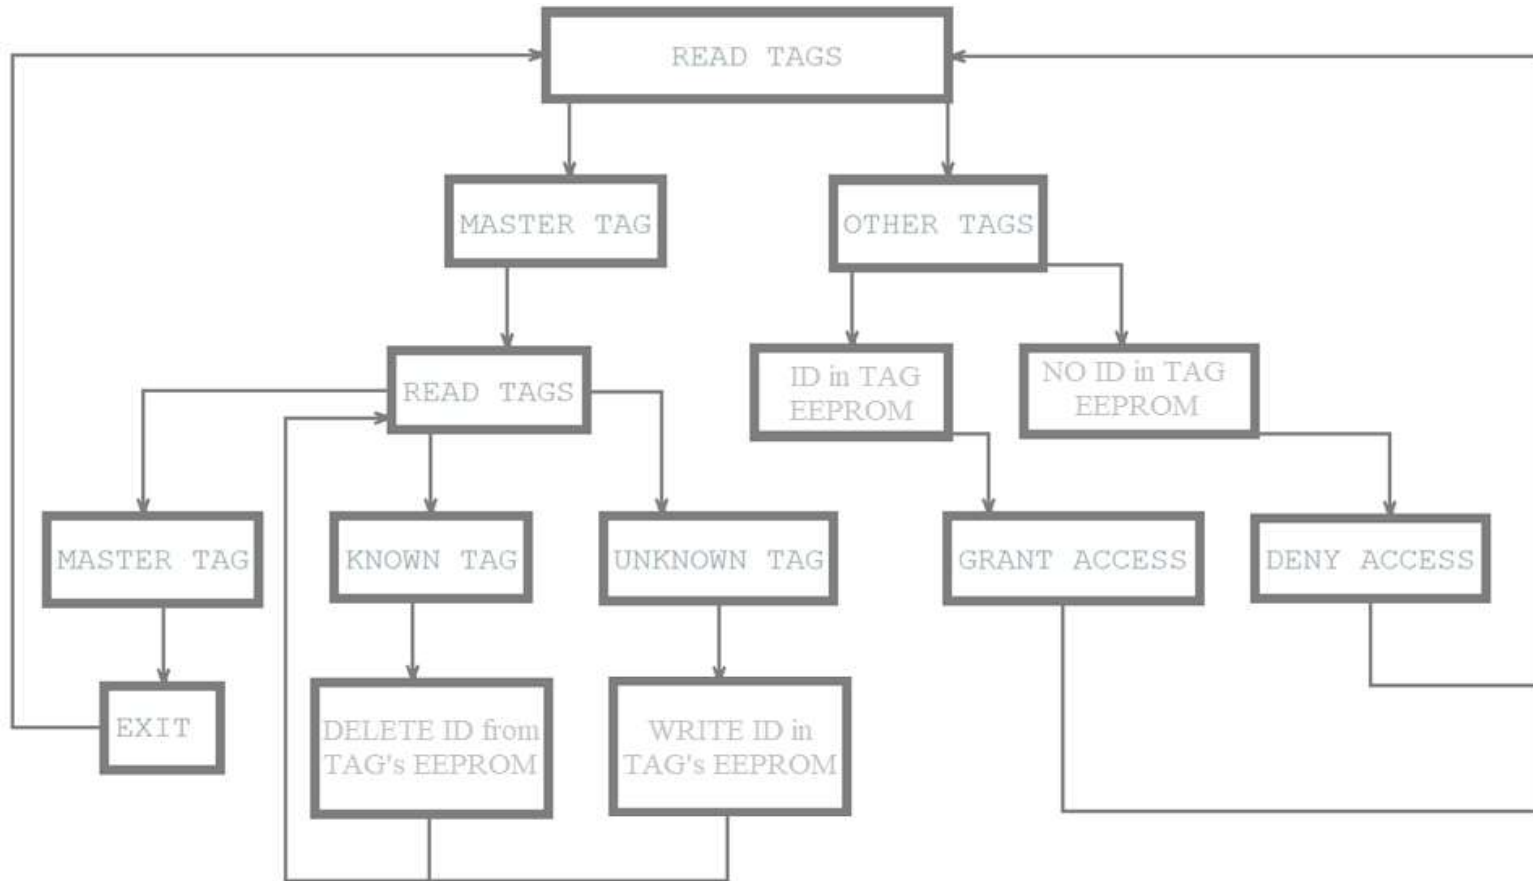 READ TAGS
MASTER TAG
OTHER TAGS
READ TAGS
ID in TAG
EEPROM
NO ID in TAG
EEPROM
MASTER TAG
KNOWN TAG
UNKNOWN TAG
GRANT ACCESS
DENY ACCESS
EXIT
DELETE ID from
TAG's EEPROM
WRITE ID in
TAG's EEPROM